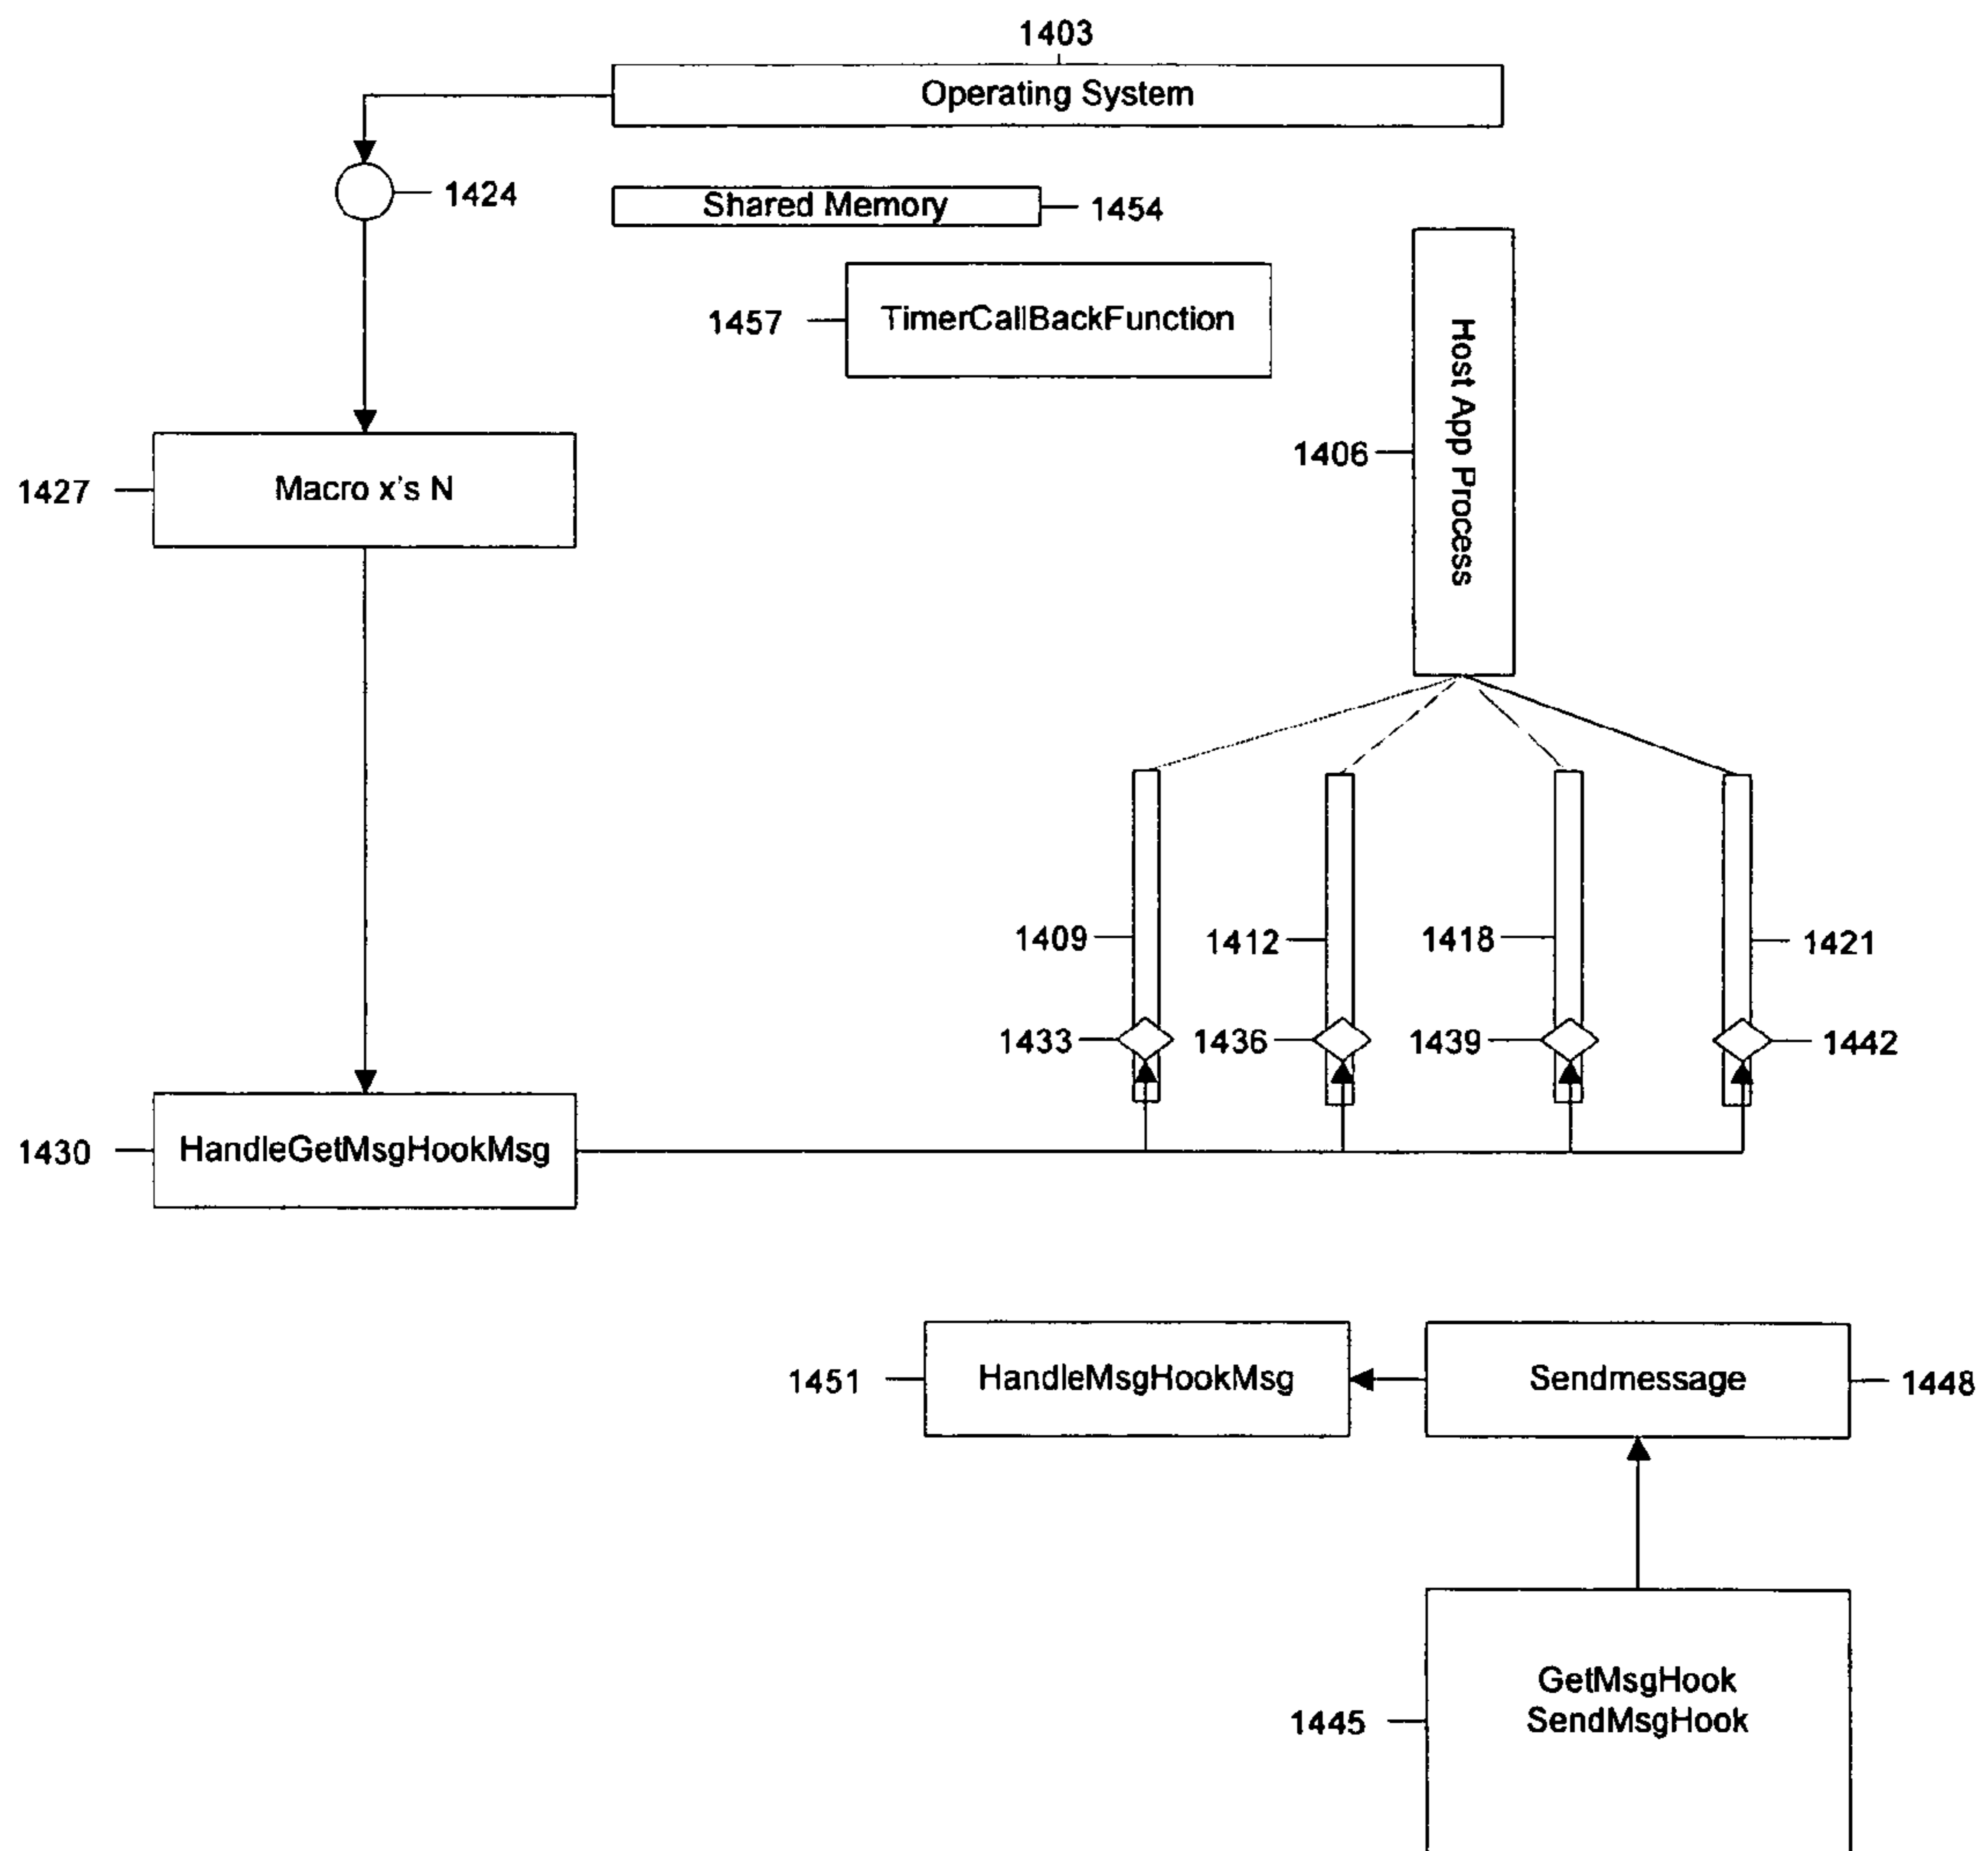 1403
Operating System
1424
Shared Memory
1454
1457
TimerCallBackFunction
Host App Process
1406
1427
Macro x's N
1409
1412
1418
1421
1433
1436
1439
1442
1430
HandleGetMsgHookMsg
1451
HandleMsgHookMsg
Sendmessage
1448
GetMsgHook
SendMsgHook
1445